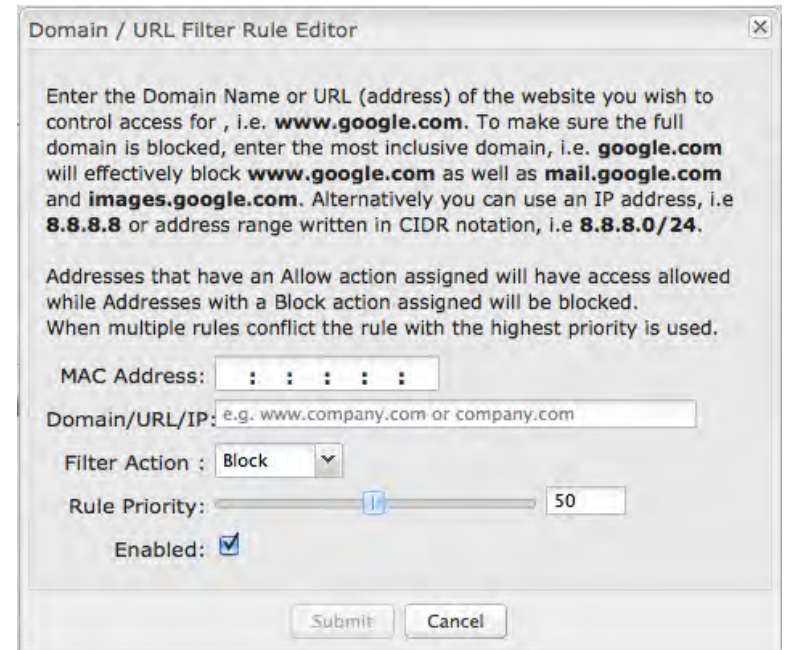 Domain / URL Filter Rule Editor
Enter the Domain Name or URL (address) of the website you wish to
control access for , i.e. www.google.com. To make sure the full
domain is blocked, enter the most inclusive domain, i.e. google.com
will effectively block www.google.com as well as mail.google.com
and images.google.com. Alternatively you can use an IP address, i.e
8.8.8.8 or address range written in CIDR notation, i.e 8.8.8.0/24.
Addresses that have an Allow action assigned will have access allowed
while Addresses with a Block action assigned will be blocked.
When multiple rules conflict the rule with the highest priority is used.
MAC Address: : : : : :
Domain/URL/IP: e.g. www.company.com or company.com
Filter Action : Block
Rule Priority: 50
Enabled:
Submit Cancel